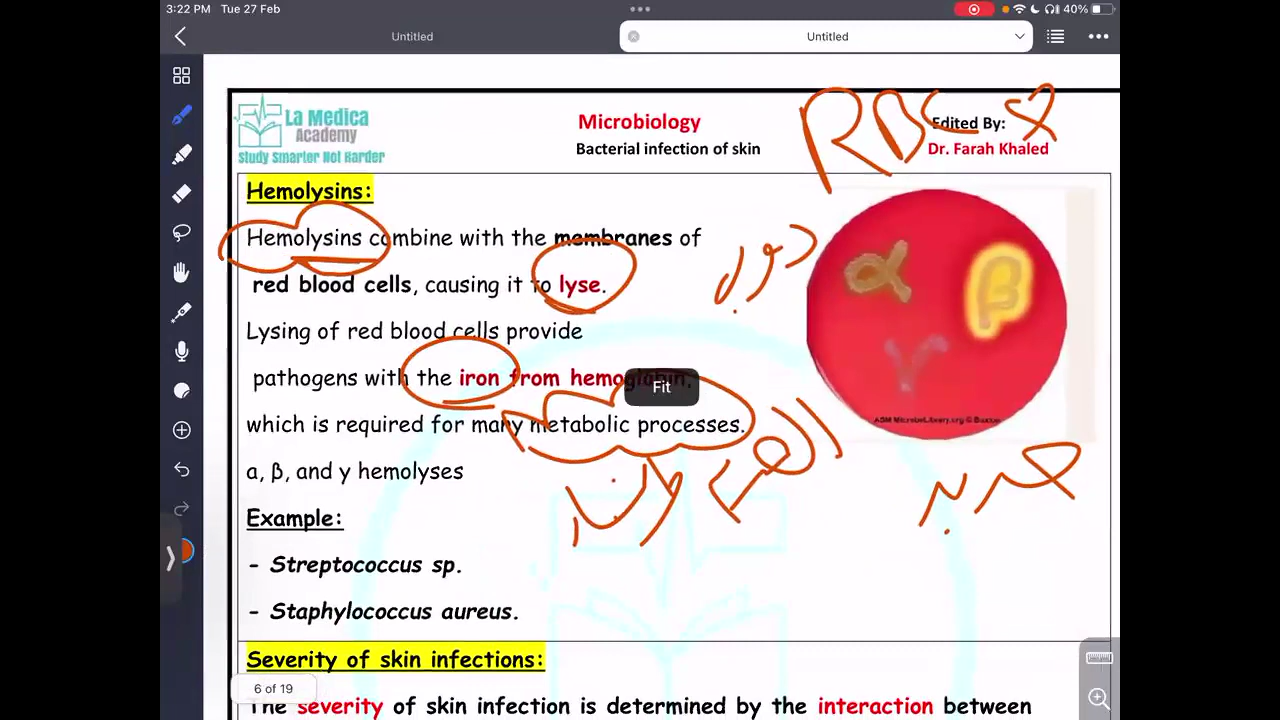 3:22 PM Tue 27 Feb
40%
Untitled
Untitled
La Medica
Academy
Study Smarter Not Harder
Microbiology
Bacterial infection of skin
Edited By:
Dr. Farah Khaled
RBC
Hemolysins:
Hemolysins combine with the membranes of
red blood cells, causing it to lyse.
Lysing of red blood cells provide
pathogens with the iron from hemoglobin,
Fit
which is required for many metabolic processes.
α, β, and γ hemolyses
Example:
- Streptococcus sp.
- Staphylococcus aureus.
α
β
γ
ASM MicrobeLibrary.org © Buxton
Severity of skin infections:
6 of 19
The severity of skin infection is determined by the interaction between